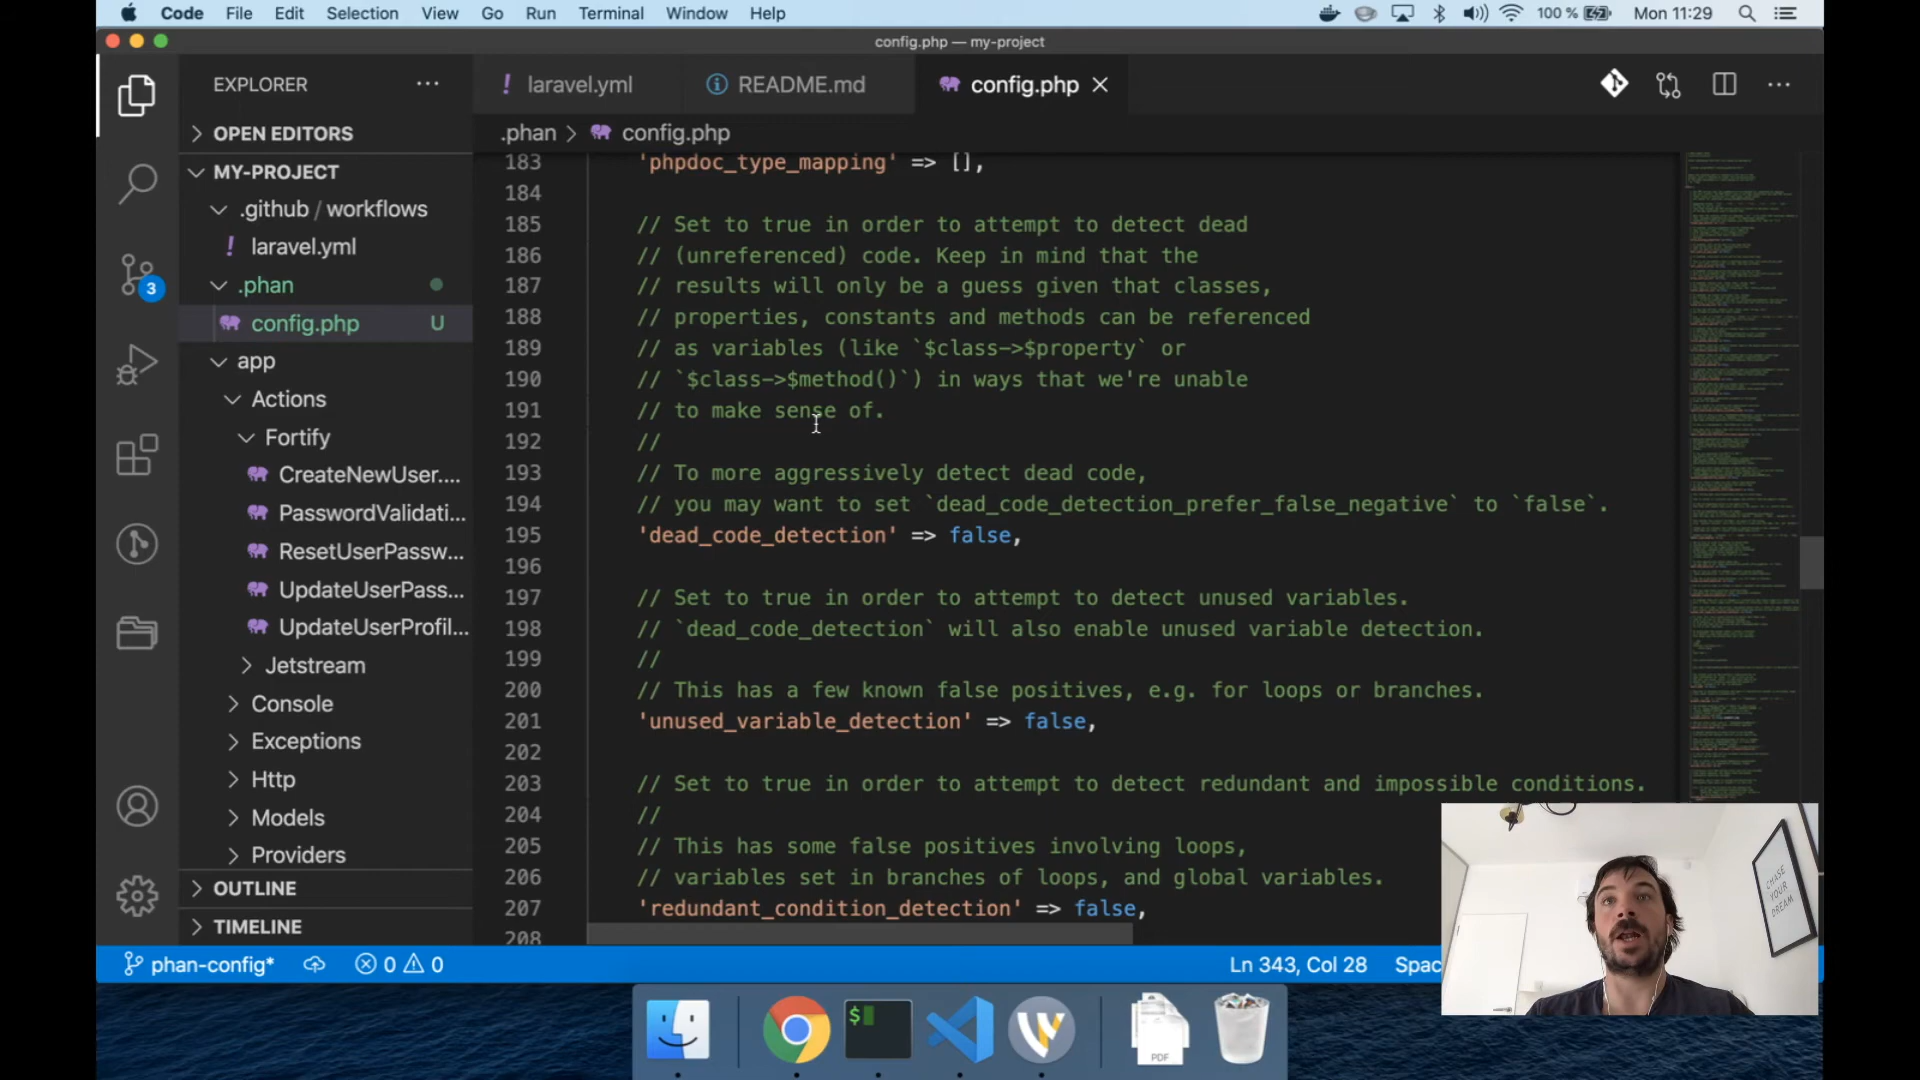 Code File Edit Selection View Go Run Terminal Window Help 100 % Mon 11:29
config.php — my-project
EXPLORER
laravel.yml
README.md
config.php
OPEN EDITORS
.phan > config.php
MY-PROJECT
.github / workflows
laravel.yml
.phan
config.php U
app
Actions
Fortify
CreateNewUser....
PasswordValidati...
ResetUserPassw...
UpdateUserPass...
UpdateUserProfil...
Jetstream
Console
Exceptions
Http
Models
Providers
OUTLINE
TIMELINE
3
183 'phpdoc_type_mapping' => [],
184
185 // Set to true in order to attempt to detect dead
186 // (unreferenced) code. Keep in mind that the
187 // results will only be a guess given that classes,
188 // properties, constants and methods can be referenced
189 // as variables (like `$class->$property` or
190 // `$class->$method()`) in ways that we're unable
191 // to make sense of.
192 //
193 // To more aggressively detect dead code,
194 // you may want to set `dead_code_detection_prefer_false_negative` to `false`.
195 'dead_code_detection' => false,
196
197 // Set to true in order to attempt to detect unused variables.
198 // `dead_code_detection` will also enable unused variable detection.
199 //
200 // This has a few known false positives, e.g. for loops or branches.
201 'unused_variable_detection' => false,
202
203 // Set to true in order to attempt to detect redundant and impossible conditions.
204 //
205 // This has some false positives involving loops,
206 // variables set in branches of loops, and global variables.
207 'redundant_condition_detection' => false,
208
CHASE
YOUR
DREAM
phan-config* 0 0 Ln 343, Col 28 Spac
$
PDF